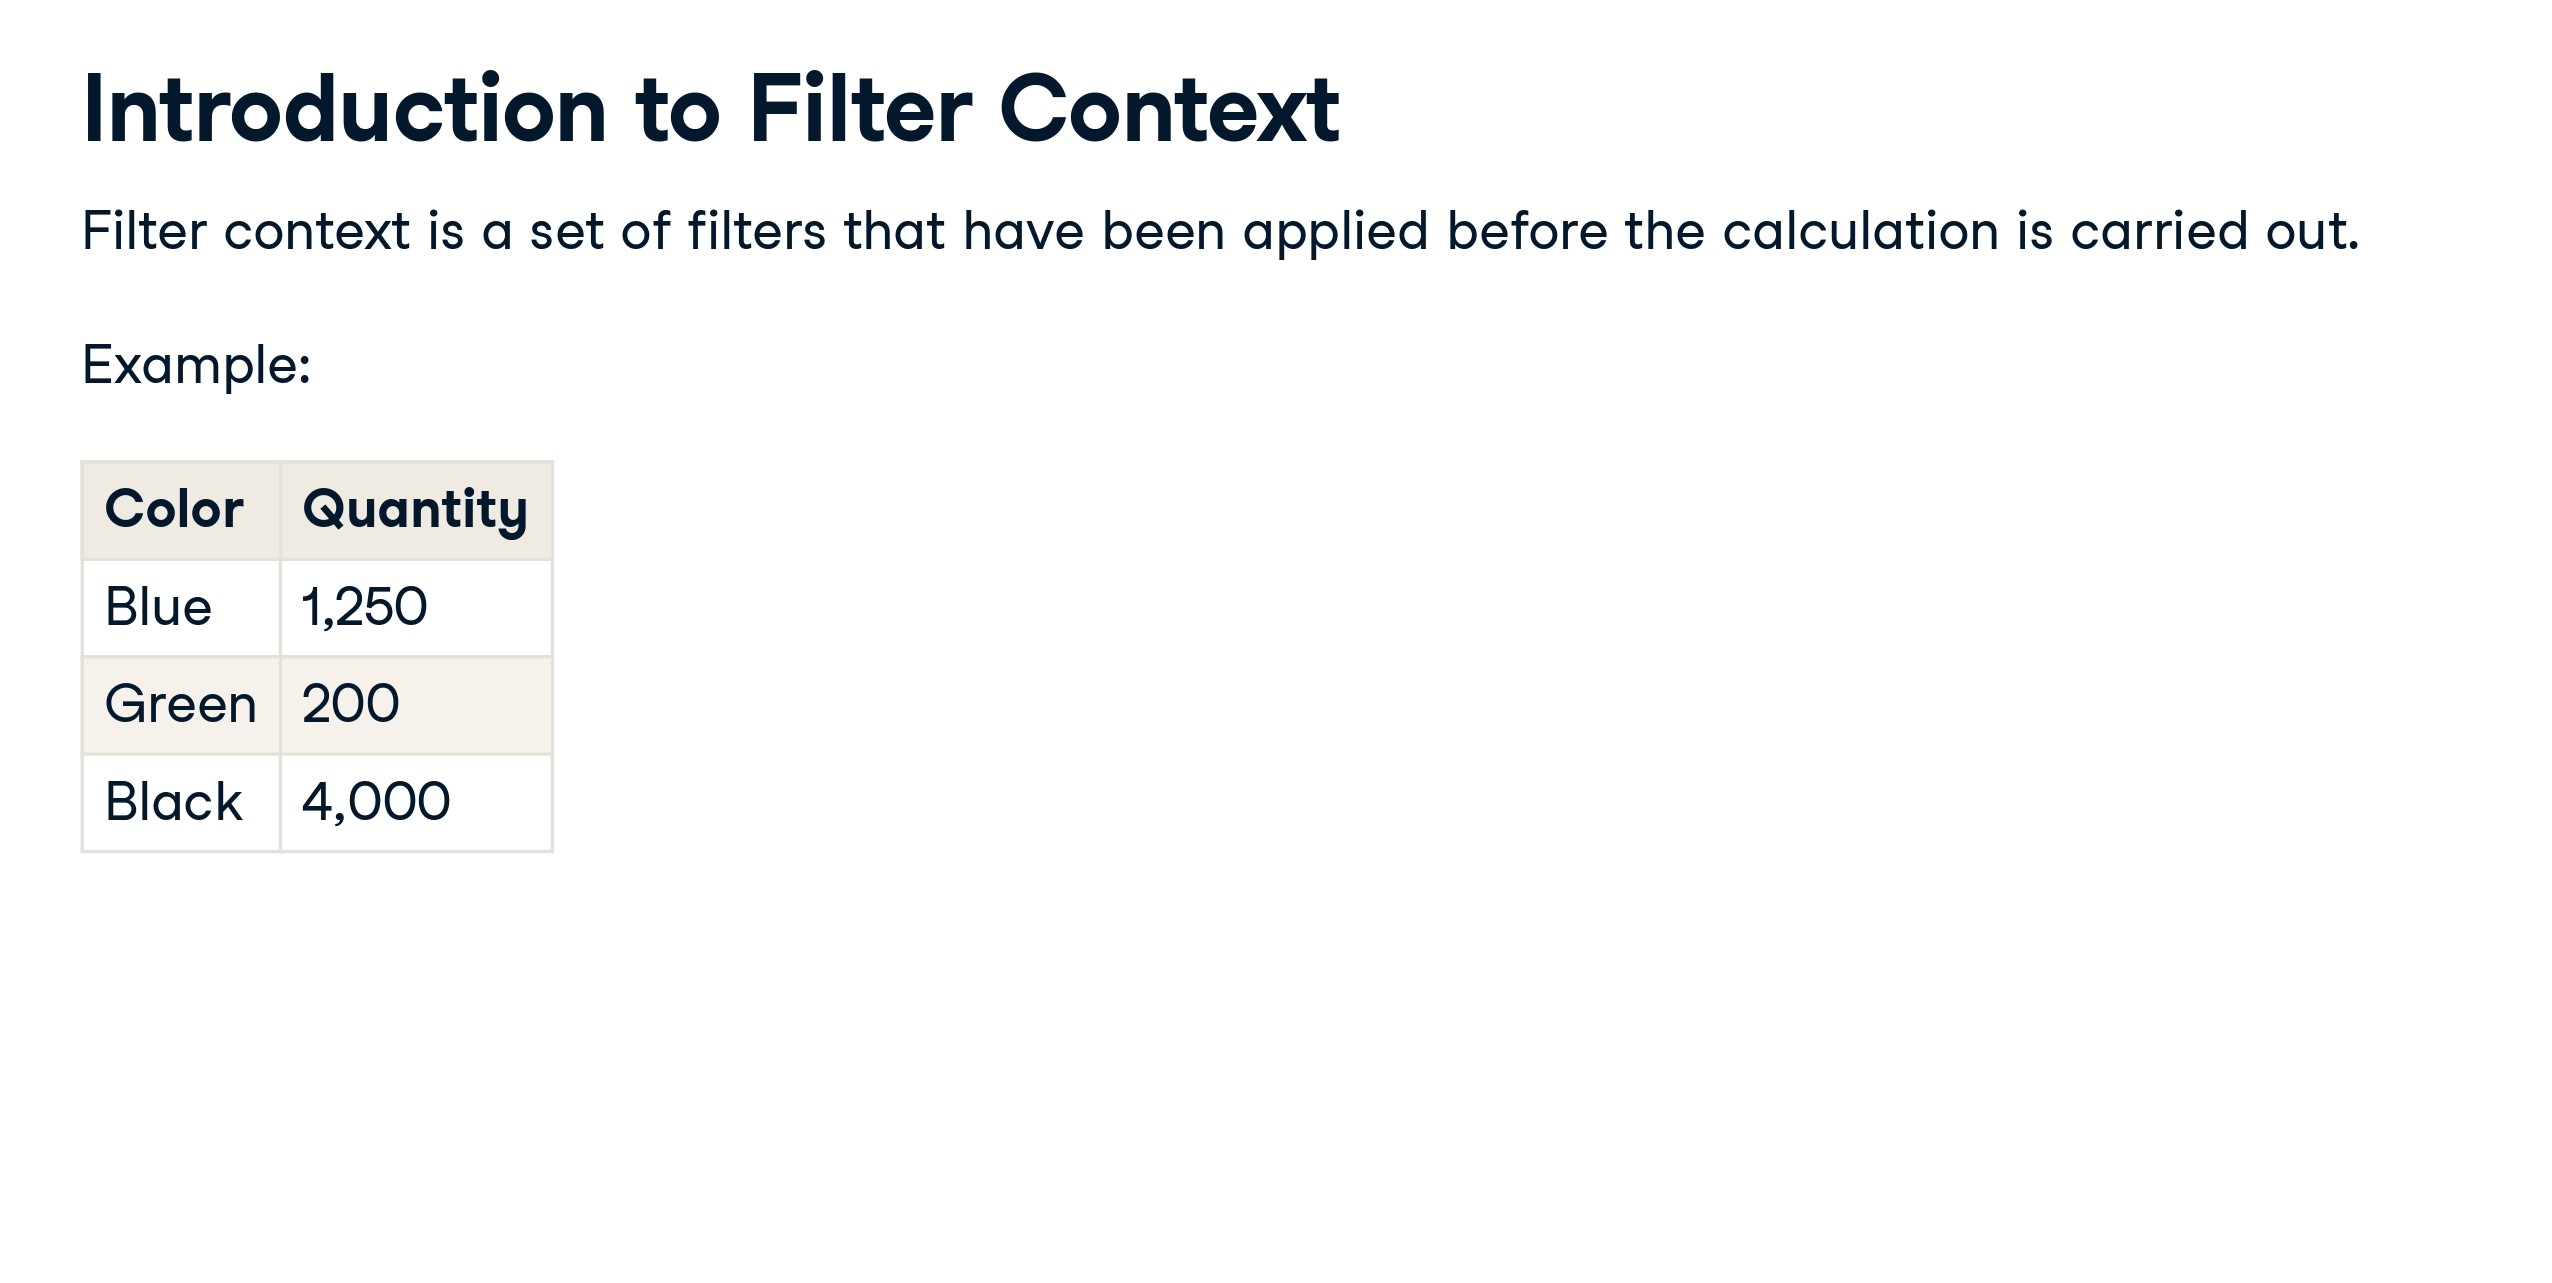 Introduction to Filter Context
Filter context is a set of filters that have been applied before the calculation is carried out.
Example:
Color Quantity
Blue 1,250
Green 200
Black 4,000